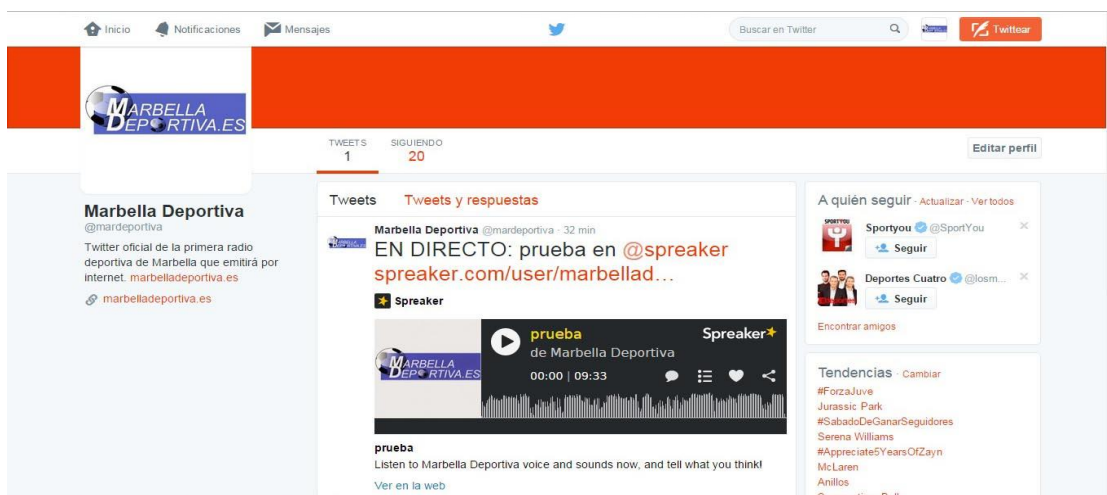 Inicio Notificaciones Mensajes Buscar en Twitter Twittear
MARBELLA
DEPORTIVA.ES
TWEETS SIGUIENDO
1 20
Editar perfil
Marbella Deportiva
@mardeportiva
Twitter oficial de la primera radio
deportiva de Marbella que emitirá por
internet. marbelladeportiva.es
marbelladeportiva.es
Tweets Tweets y respuestas
Marbella Deportiva @mardeportiva · 32 min
EN DIRECTO: prueba en @spreaker
spreaker.com/user/marbellad...
Spreaker
MARBELLA
DEPORTIVA.ES
prueba
de Marbella Deportiva
00:00 | 09:33
Spreaker
prueba
Listen to Marbella Deportiva voice and sounds now, and tell what you think!
Ver en la web
A quién seguir · Actualizar · Ver todos
SPORTYOU
Sportyou @SportYou
Seguir
Deportes Cuatro @losm...
Seguir
Encontrar amigos
Tendencias · Cambiar
#ForzaJuve
Jurassic Park
#SabadoDeGanarSeguidores
Serena Williams
#Appreciate5YearsOfZayn
McLaren
Anillos